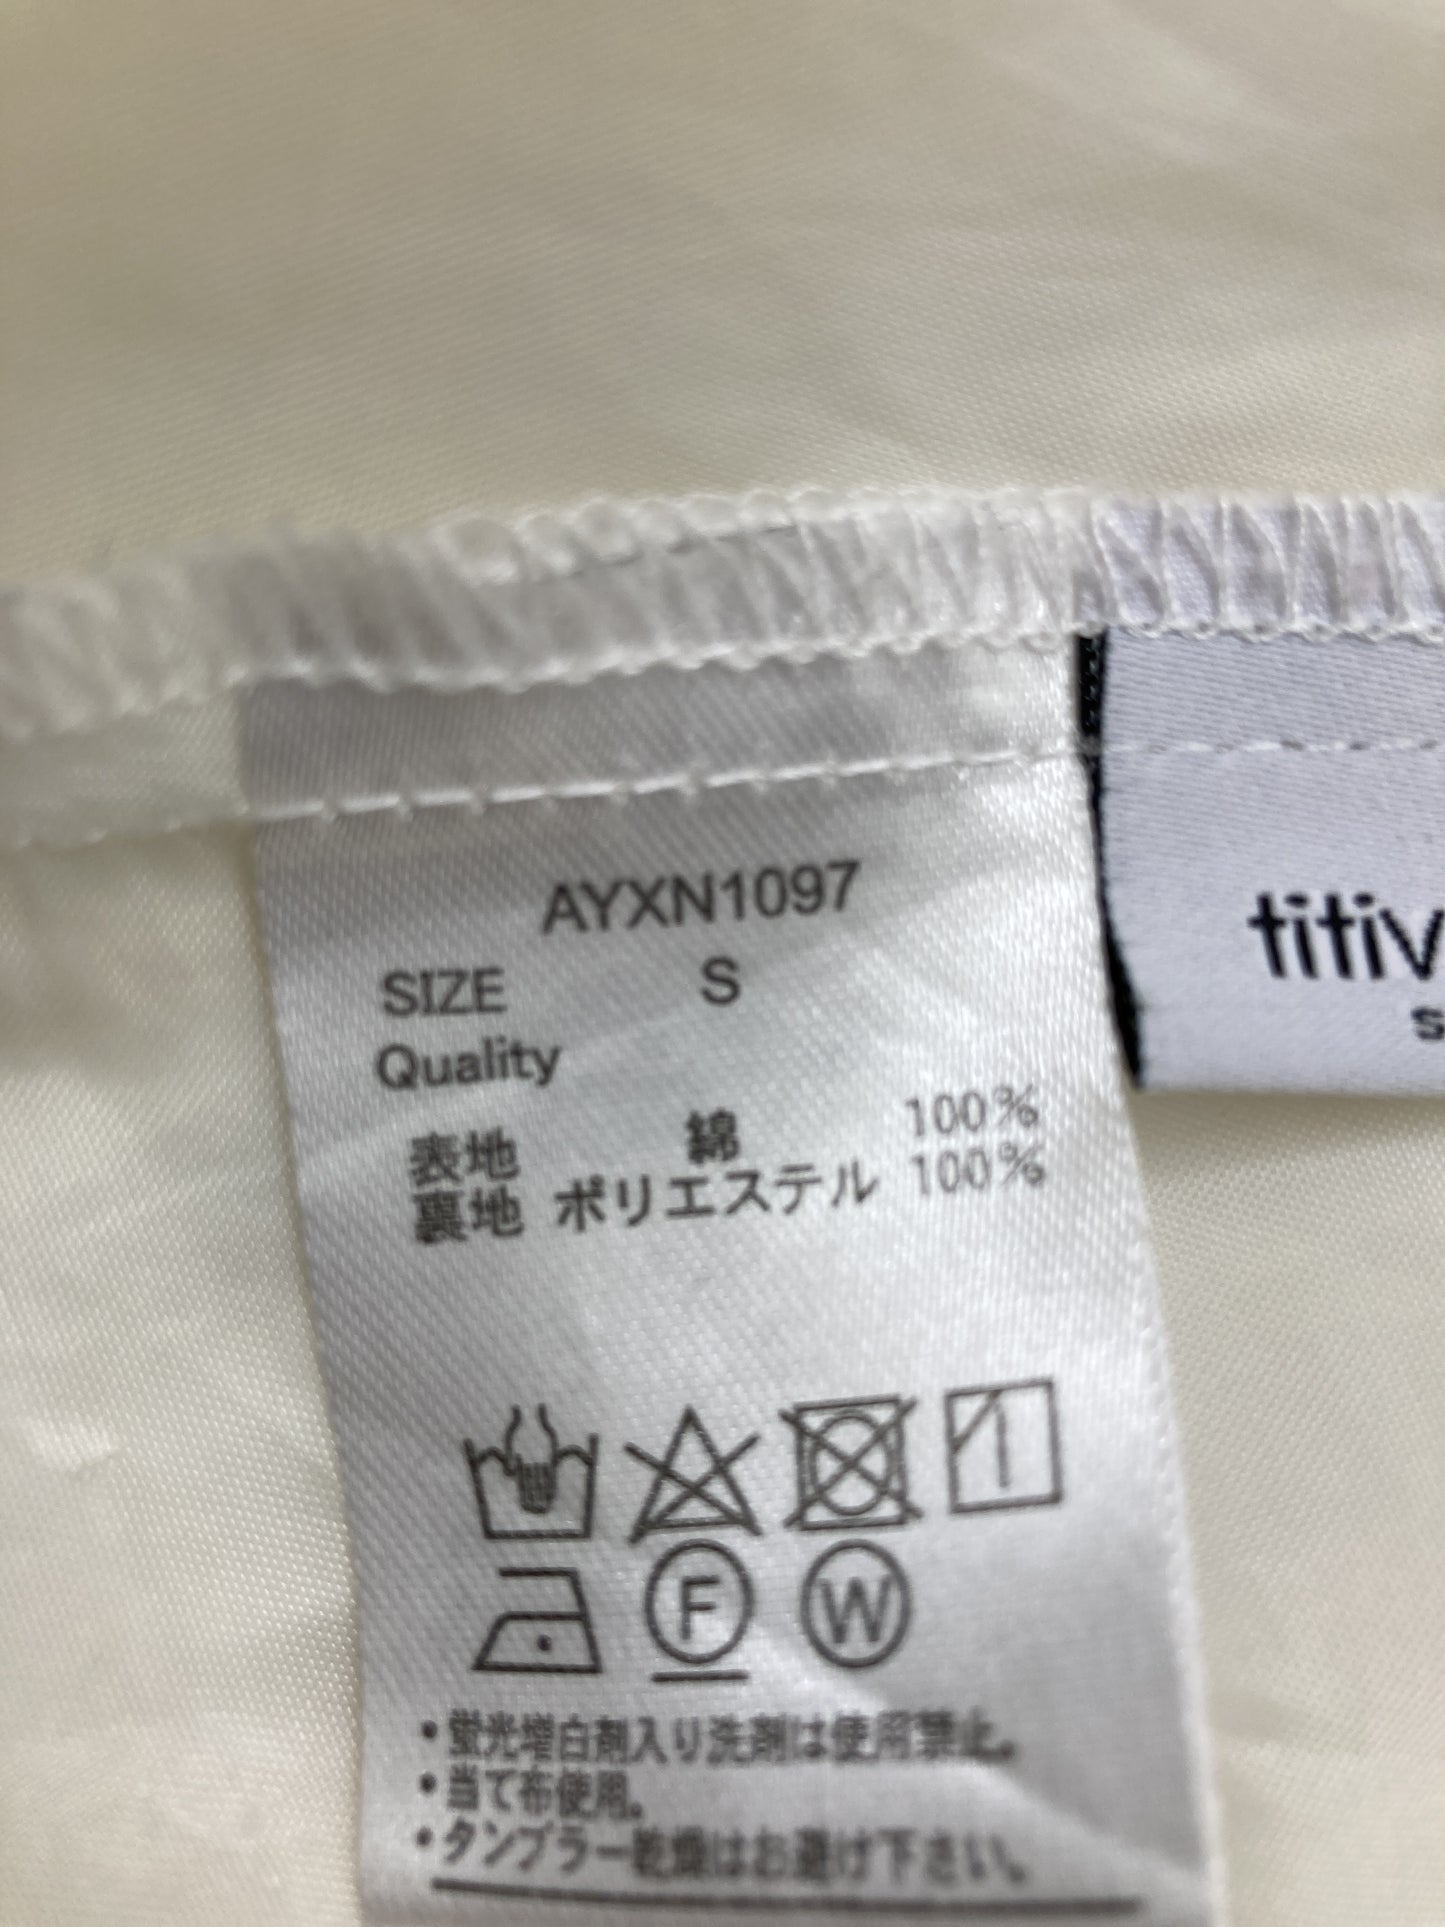 AYXN1097
SIZE S
Quality
表地 綿 100%
裏地 ポリエステル 100%
titiv
s
F W
・蛍光増白剤入り洗剤は使用禁止。
・当て布使用。
・タンブラー乾燥はお避け下さい。